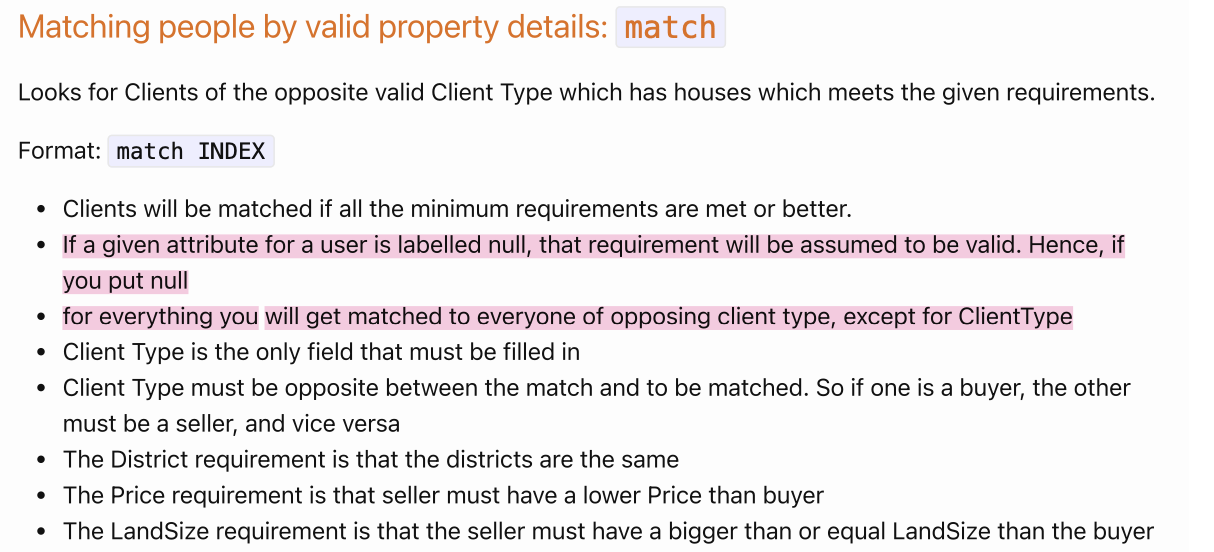 Matching people by valid property details: match
Looks for Clients of the opposite valid Client Type which has houses which meets the given requirements.
Format: match INDEX
• Clients will be matched if all the minimum requirements are met or better.
• If a given attribute for a user is labelled null, that requirement will be assumed to be valid. Hence, if
you put null
• for everything you will get matched to everyone of opposing client type, except for ClientType
• Client Type is the only field that must be filled in
• Client Type must be opposite between the match and to be matched. So if one is a buyer, the other
must be a seller, and vice versa
• The District requirement is that the districts are the same
• The Price requirement is that seller must have a lower Price than buyer
• The LandSize requirement is that the seller must have a bigger than or equal LandSize than the buyer